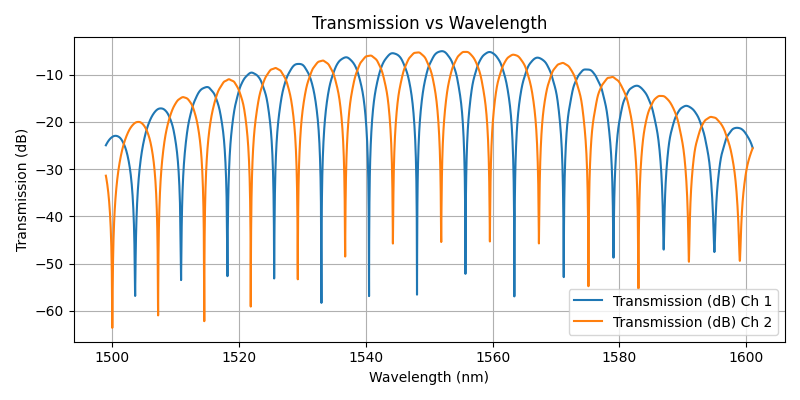 Transmission vs Wavelength
Transmission (dB)
−10
−20
−30
−40
−50
−60
1500
1520
1540
1560
1580
1600
Wavelength (nm)
Transmission (dB) Ch 1
Transmission (dB) Ch 2